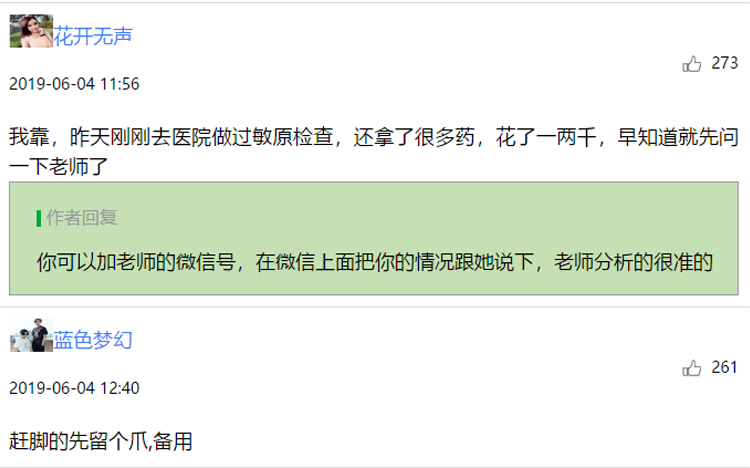 花开无声
273
2019-06-04 11:56
我靠，昨天刚刚去医院做过敏原检查，还拿了很多药，花了一两千，早知道就先问
一下老师了
作者回复
你可以加老师的微信号，在微信上面把你的情况跟她说下，老师分析的很准的
蓝色梦幻
261
2019-06-04 12:40
赶脚的先留个爪,备用